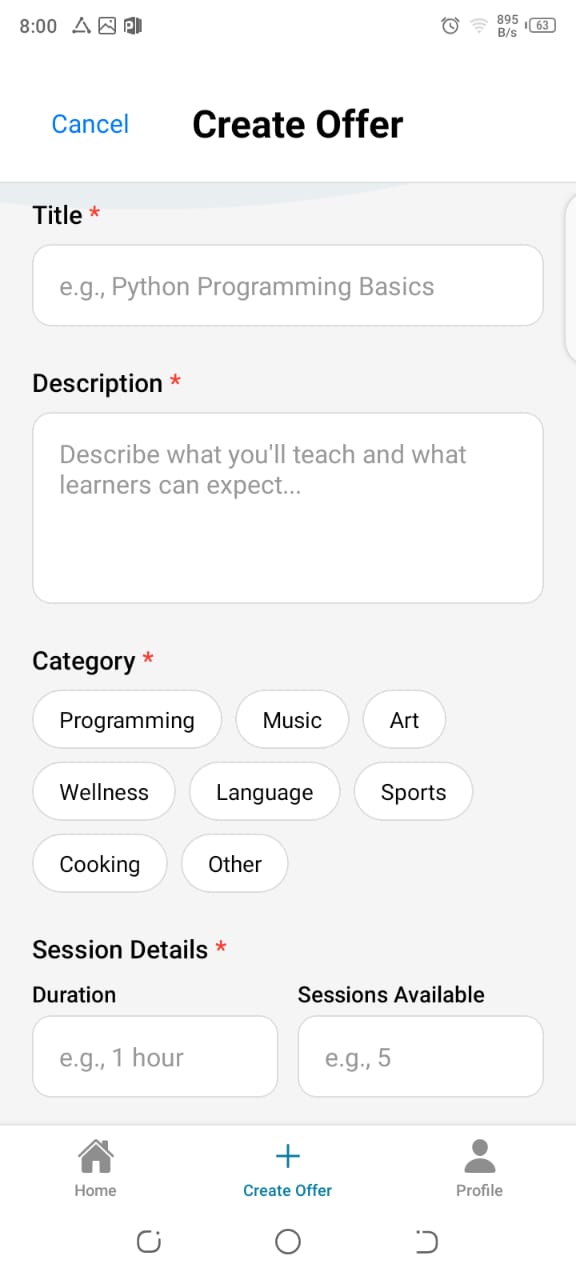 8:00
895
B/s
63
Cancel
Create Offer
Title *
e.g., Python Programming Basics
Description *
Describe what you'll teach and what
learners can expect...
Category *
Programming Music Art
Wellness Language Sports
Cooking Other
Session Details *
Duration Sessions Available
e.g., 1 hour e.g., 5
Home Create Offer Profile